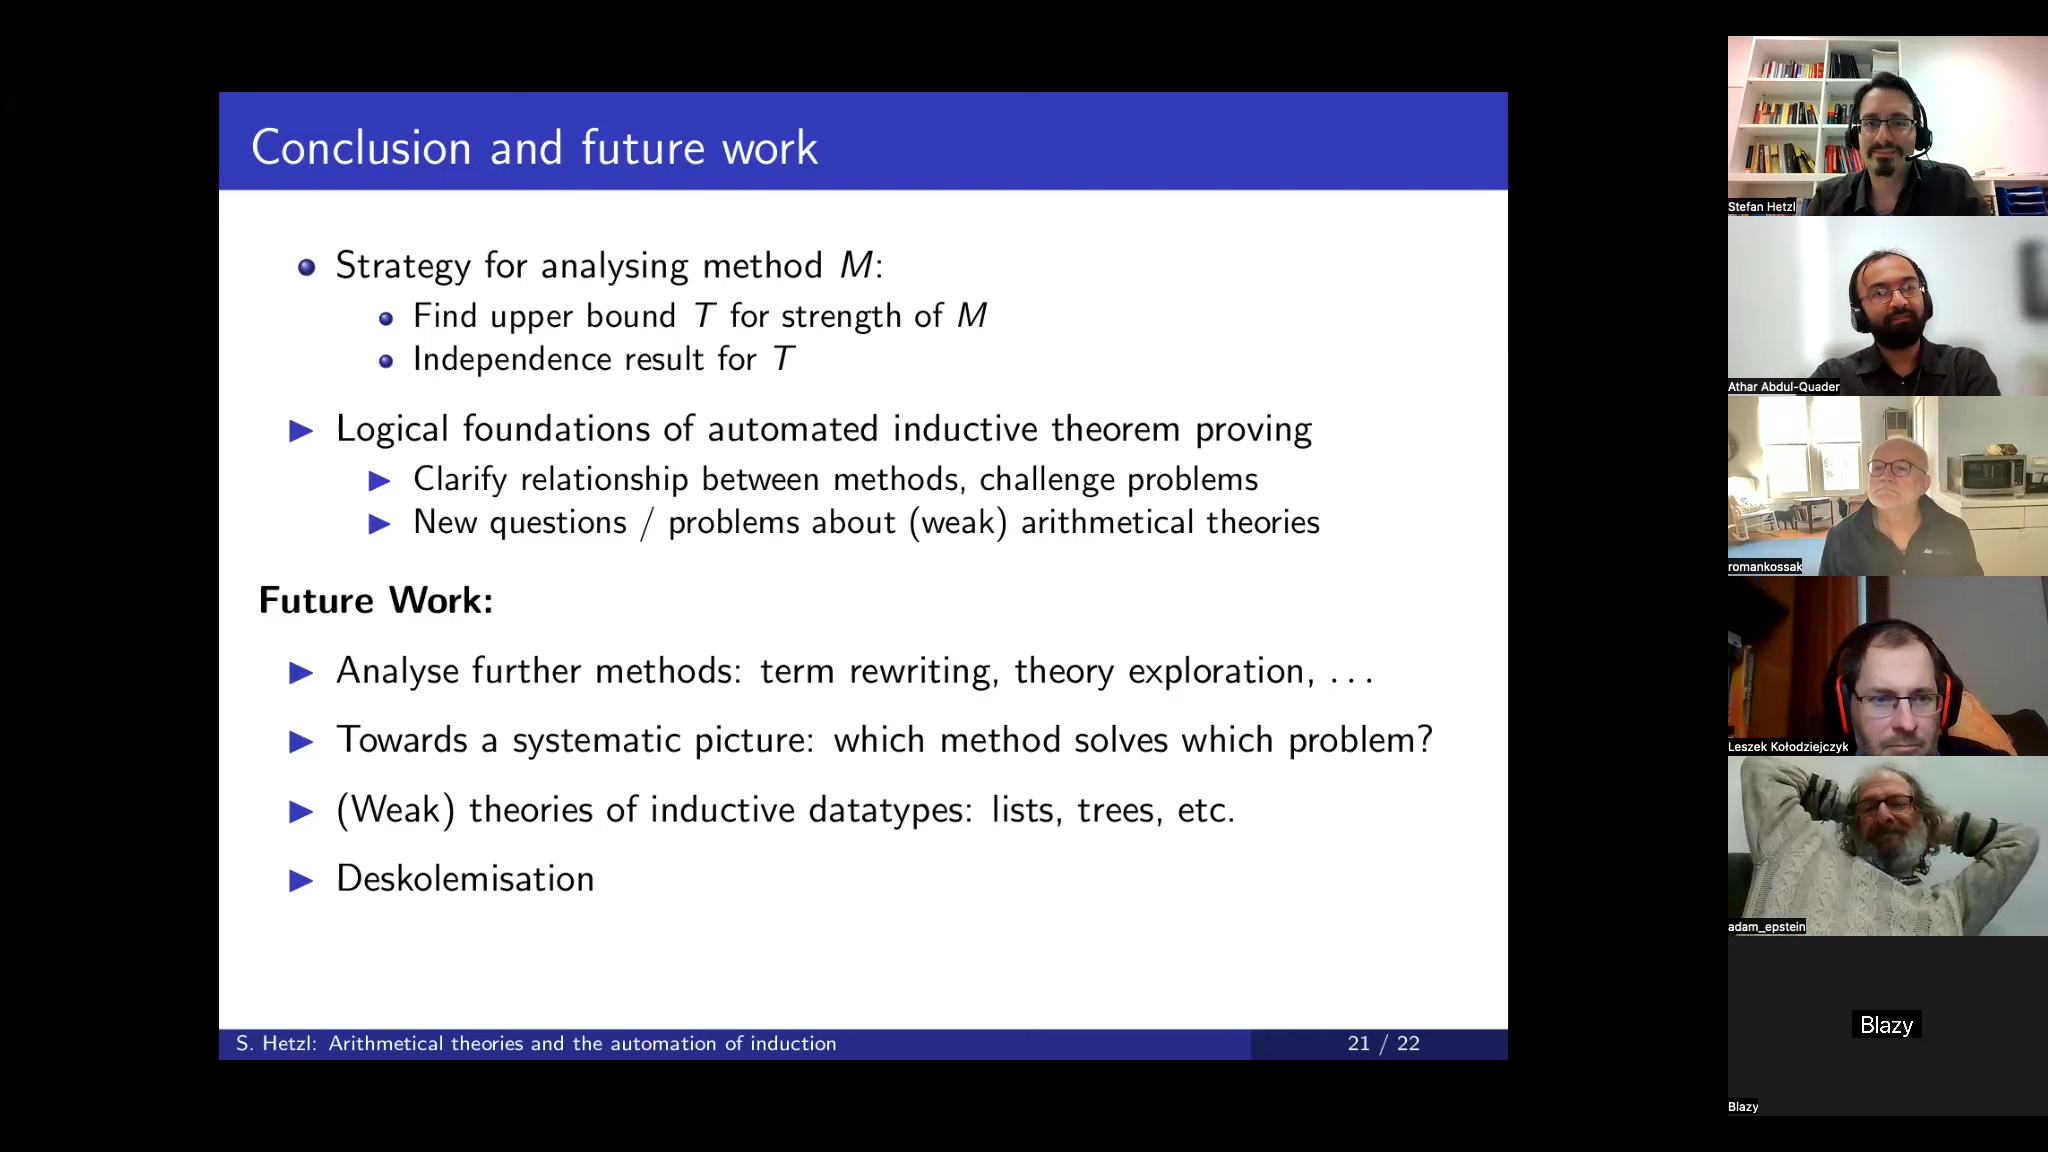 Conclusion and future work
Strategy for analysing method M:
Find upper bound T for strength of M
Independence result for T
Logical foundations of automated inductive theorem proving
Clarify relationship between methods, challenge problems
New questions / problems about (weak) arithmetical theories
Future Work:
Analyse further methods: term rewriting, theory exploration, ...
Towards a systematic picture: which method solves which problem?
(Weak) theories of inductive datatypes: lists, trees, etc.
Deskolemisation
S. Hetzl: Arithmetical theories and the automation of induction
21 / 22
Stefan Hetzl
Athar Abdul-Quader
romankossak
Leszek Kołodziejczyk
adam_epstein
Blazy
Blazy